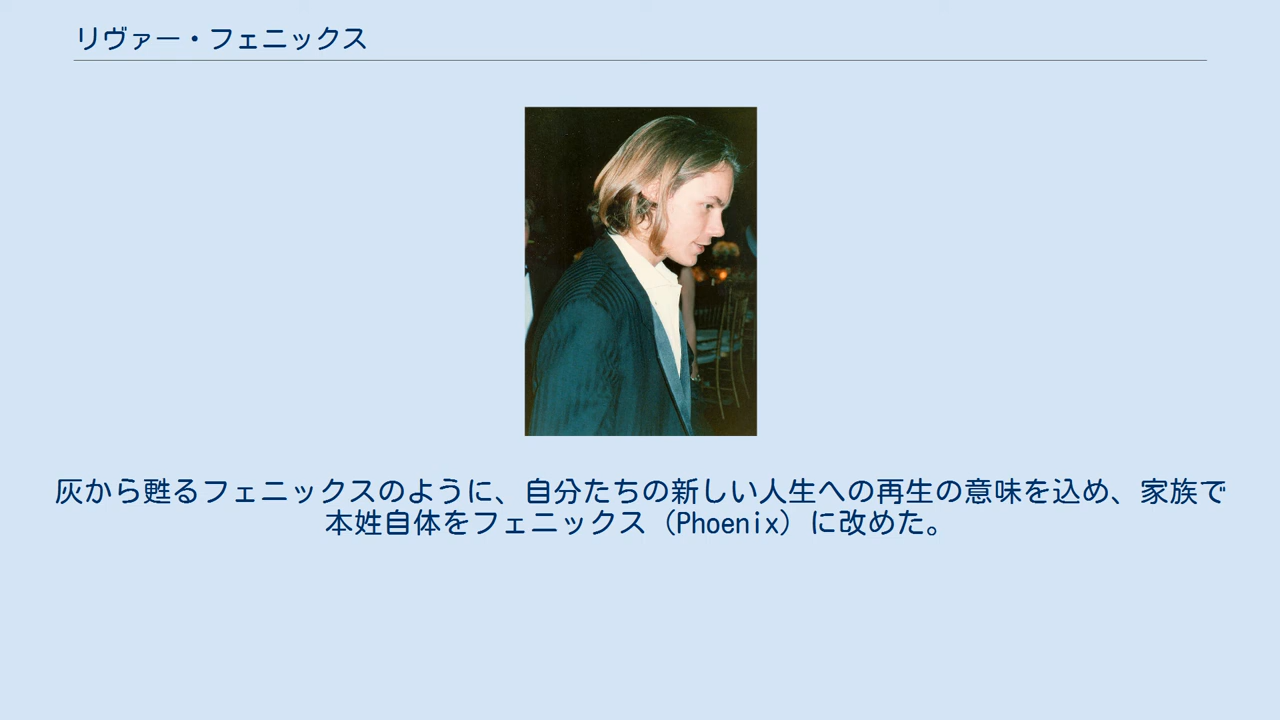 リヴァー・フェニックス
灰から甦るフェニックスのように、自分たちの新しい人生への再生の意味を込め、家族で
本姓自体をフェニックス（Phoenix）に改めた。